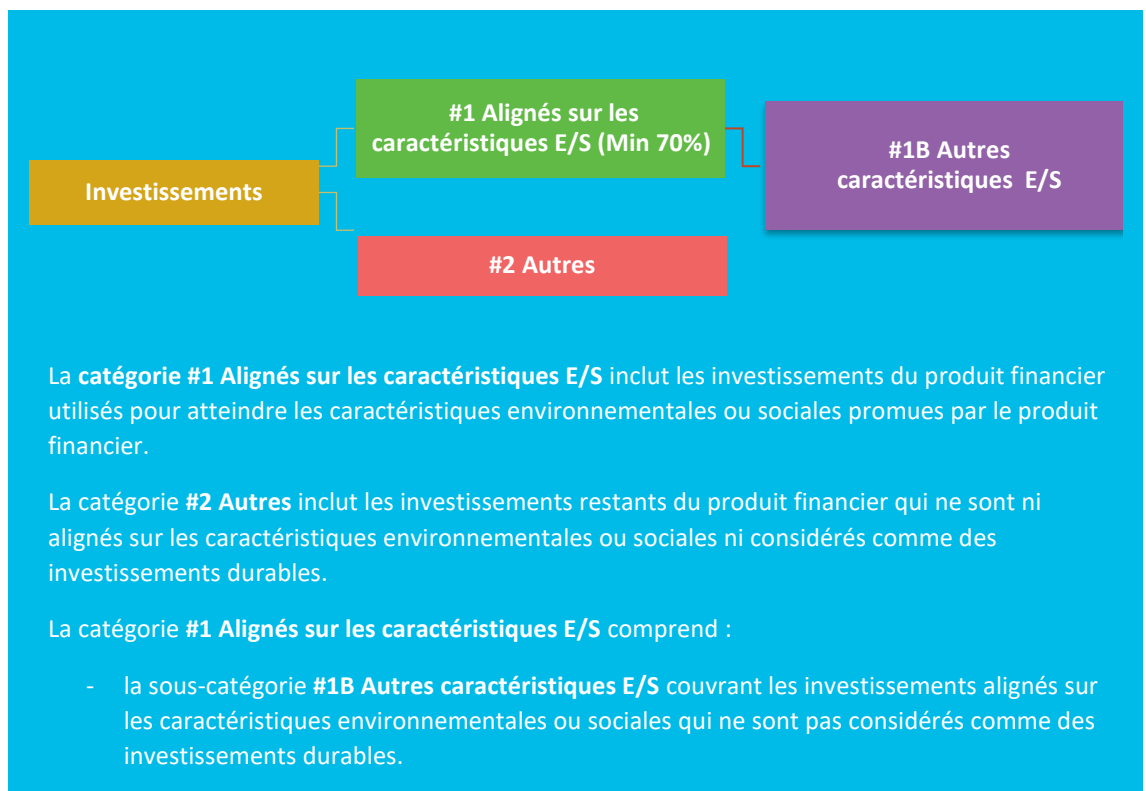 #1 Alignés sur les
caractéristiques E/S (Min 70%)
#1B Autres
caractéristiques E/S
Investissements
#2 Autres
La catégorie #1 Alignés sur les caractéristiques E/S inclut les investissements du produit financier
utilisés pour atteindre les caractéristiques environnementales ou sociales promues par le produit
financier.
La catégorie #2 Autres inclut les investissements restants du produit financier qui ne sont ni
alignés sur les caractéristiques environnementales ou sociales ni considérés comme des
investissements durables.
La catégorie #1 Alignés sur les caractéristiques E/S comprend :
- la sous-catégorie #1B Autres caractéristiques E/S couvrant les investissements alignés sur
les caractéristiques environnementales ou sociales qui ne sont pas considérés comme des
investissements durables.